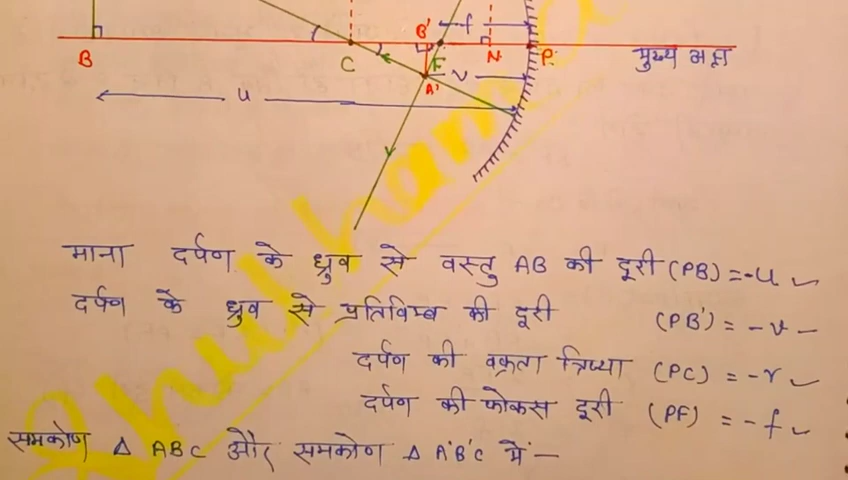 B' f
B C F N P मुख्य अक्ष
A' v
u
माना दर्पण के ध्रुव से वस्तु AB की दूरी (PB) = -u
दर्पण के ध्रुव से प्रतिविम्ब की दूरी (PB') = -v
दर्पण की वक्रता त्रिज्या (PC) = -r
दर्पण की फोकस दूरी (PF) = -f
समकोण Δ ABC और समकोण Δ A'B'C में -